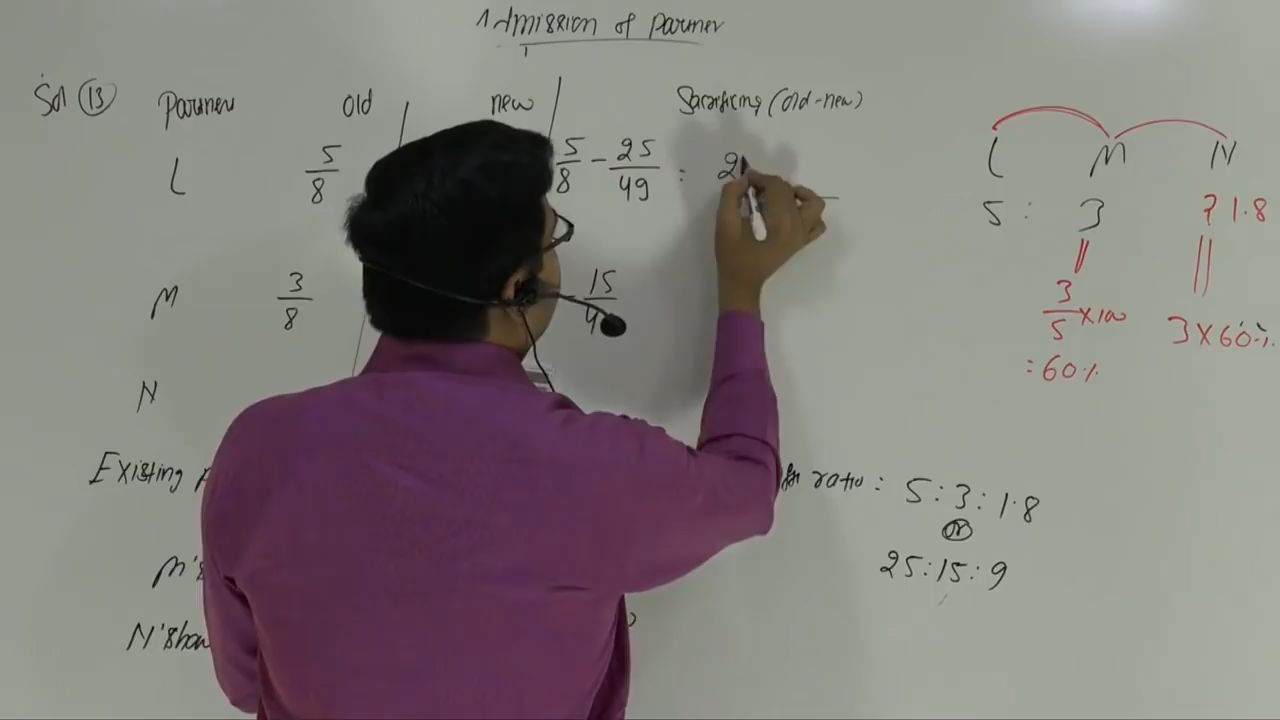 Admission of Partner
Sol (13) Partner Old new Sacrificing (old-new)
L 5/8 5/8 - 25/49 : 2
M 3/8 15/4
N
Existing ratio : 5:3:1.8
or
25:15:9
M's
N's
L M N
5 : 3 ? 1.8
3/5 ×100 3×60%
=60%